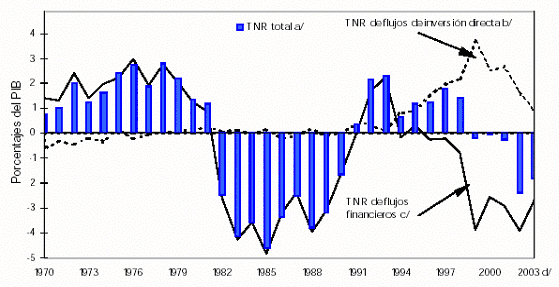 TNR de flujos de inversión directa b/
TNR total a/
Porcentajes del PIB
4
3
2
1
0
-1
-2
-3
-4
-5
TNR de flujos
financieros c/
1970 1973 1976 1979 1982 1985 1988 1991 1994 1997 2000 2003 d/